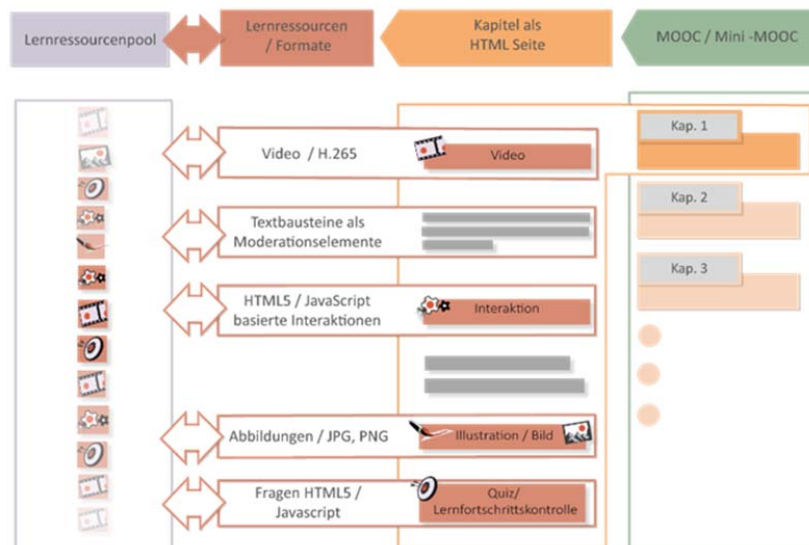 Lernressourcenpool
Lernressourcen
/ Formate
Kapitel als
HTML Seite
MOOC / Mini -MOOC
Kap. 1
Video / H.265
Video
Textbausteine als
Moderationselemente
Kap. 2
Kap. 3
HTML5 / JavaScript
basierte Interaktionen
Interaktion
Abbildungen / JPG, PNG
Illustration / Bild
Fragen HTML5 /
Javascript
Quiz/
Lernfortschrittskontrolle